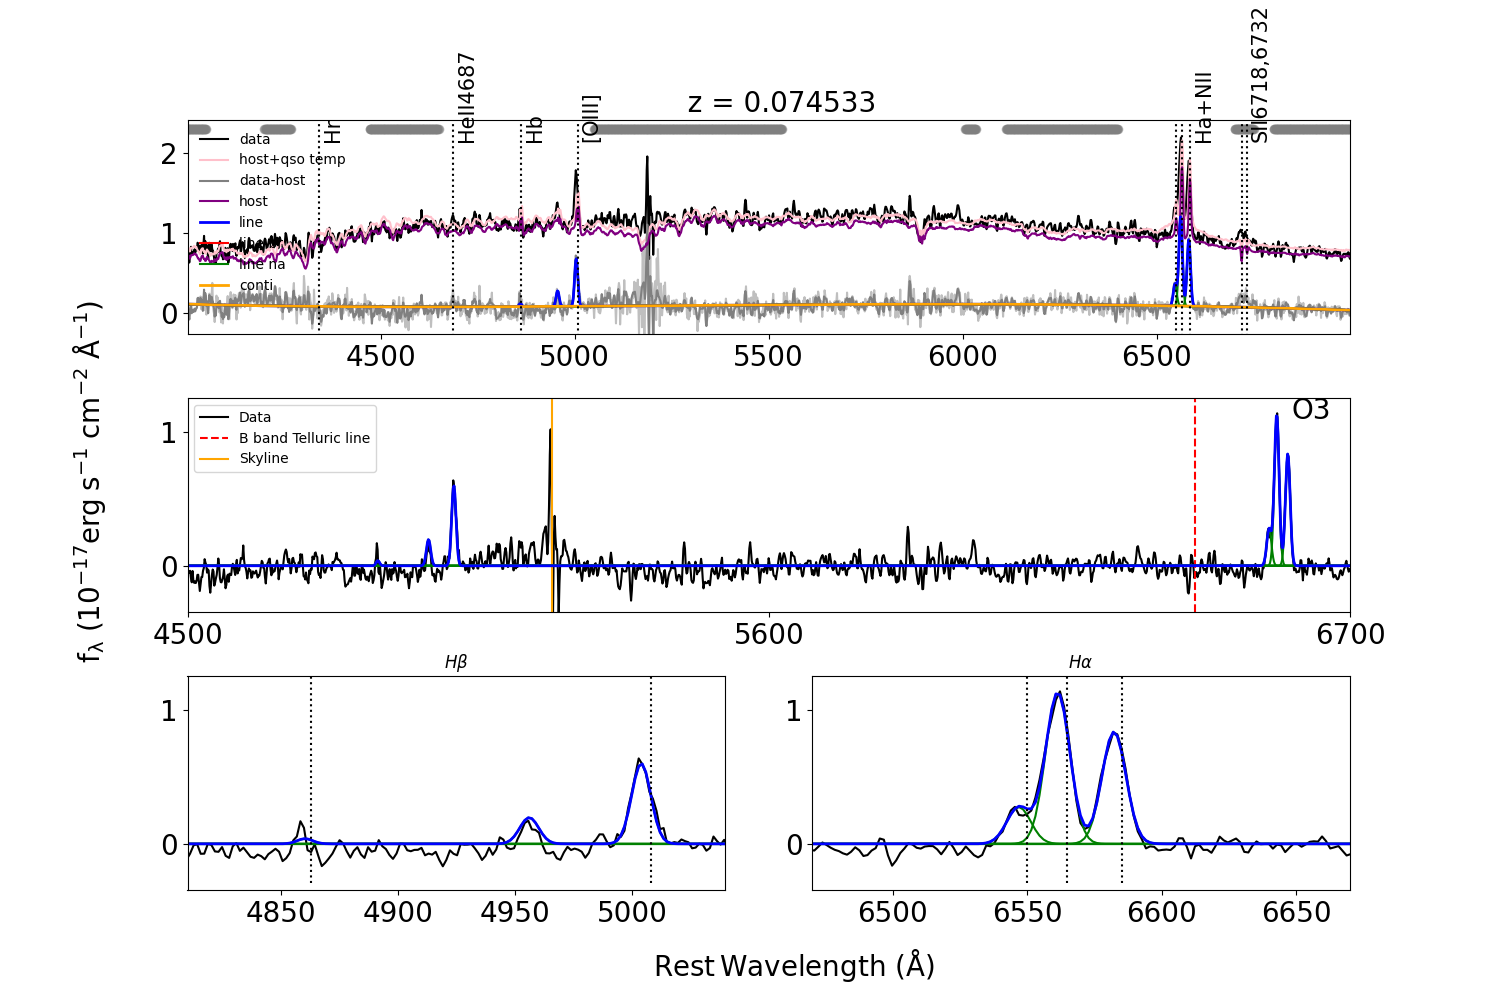 z = 0.074533
Hr
HeII4687
Hb
[OIII]
Ha+NII
SII6718,6732
data
host+qso temp
data-host
host
line
line na
conti
2
1
0
4500
5000
5500
6000
6500
fλ (10⁻¹⁷erg s⁻¹ cm⁻² Å⁻¹)
Data
B band Telluric line
Skyline
O3
1
0
4500
5600
6700
Hβ
1
0
4850
4900
4950
5000
Hα
1
0
6500
6550
6600
6650
Rest Wavelength (Å)